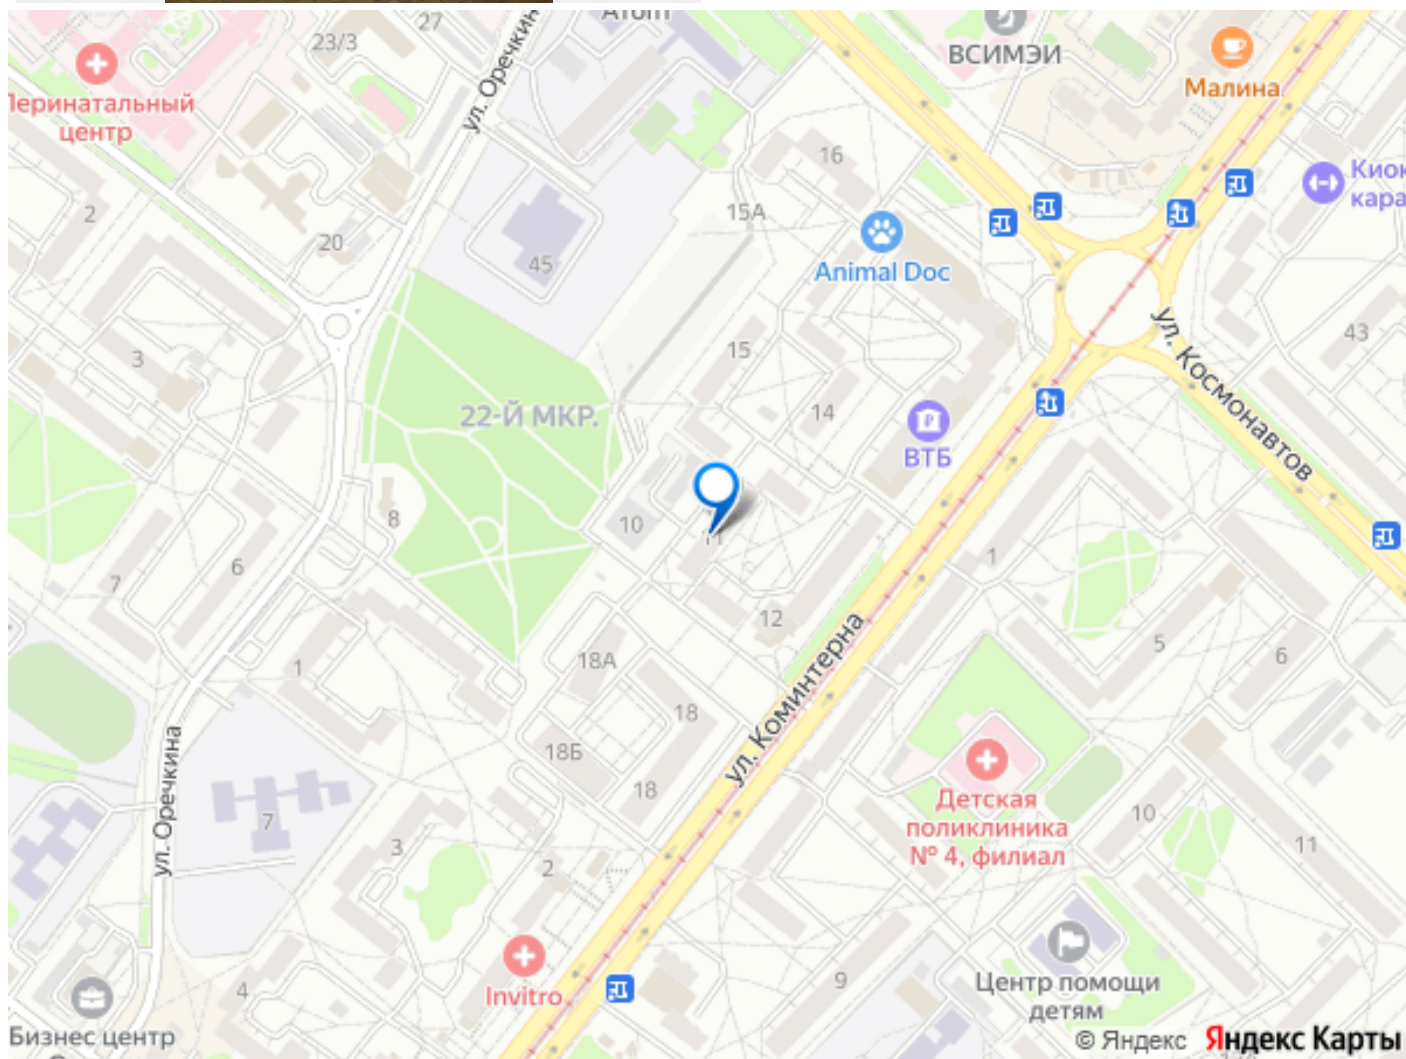 27
23/3
ул. Оречкин
ВСИМЭИ
Малина
Перинатальный
центр
16
Киок
кара
2
15А
20
45
Animal Doc
ул. Космонавтов
43
3
15
14
22-Й МКР.
ВТБ
8
10
11
1
7
6
12
5
6
18А
1
18
ул. Коминтерна
18Б
18
ул. Оречкина
7
Детская
поликлиника
№ 4, филиал
10
11
3
2
9
4
Invitro
Центр помощи
детям
Бизнес центр
© Яндекс Яндекс Карты